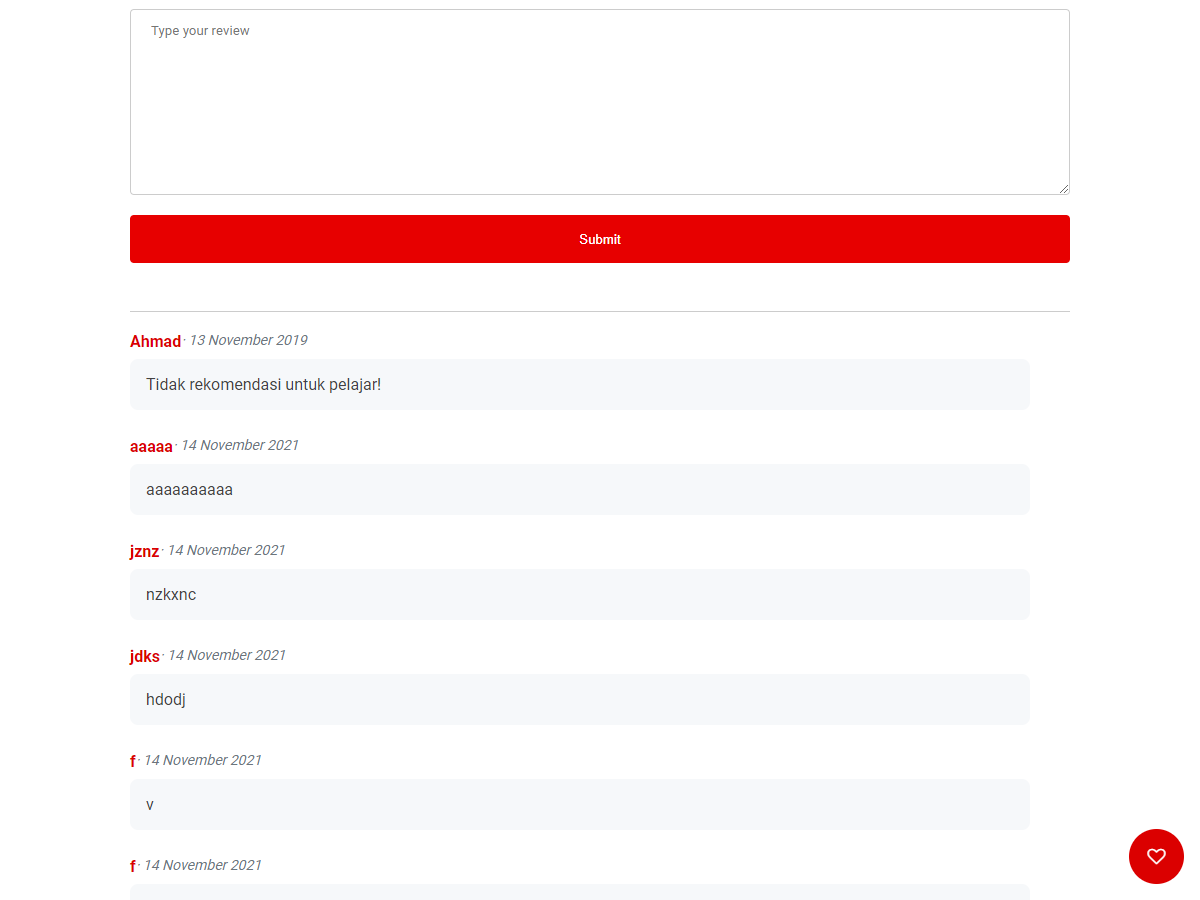 Type your review
Submit
Ahmad · 13 November 2019
Tidak rekomendasi untuk pelajar!
aaaaa · 14 November 2021
aaaaaaaaaa
jznz · 14 November 2021
nzkxnc
jdks · 14 November 2021
hdodj
f · 14 November 2021
v
f · 14 November 2021